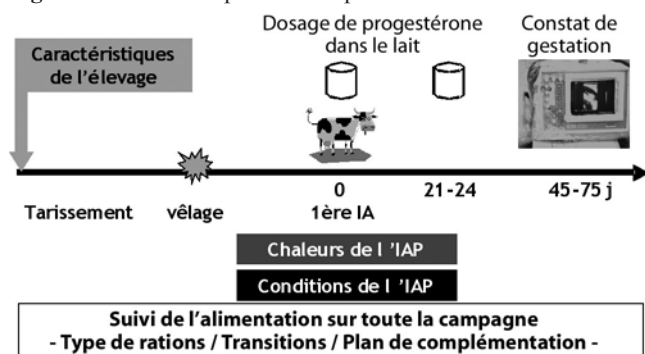 Dosage de progestérone
dans le lait
Constat de
gestation
Caractéristiques
de l'élevage
0
21-24
45-75 j
Tarissement
vêlage
1ère IA
Chaleurs de l 'IAP
Conditions de l 'IAP
Suivi de l'alimentation sur toute la campagne
- Type de rations / Transitions / Plan de complémentation -